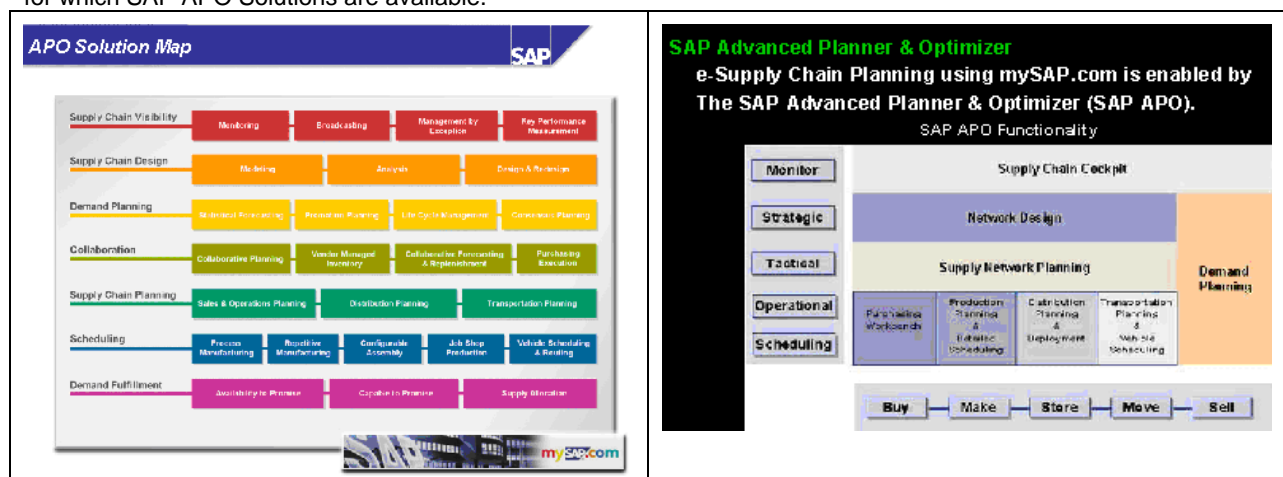 for which SAP APO Solutions are available.
APO Solution Map
SAP
Supply Chain Visibility
Monitoring
Broadcasting
Management by
Exception
Key Performance
Measurement
Supply Chain Design
Modeling
Analysis
Design & Redesign
Demand Planning
Statistical Forecasting
Promotion Planning
Life Cycle Management
Consensus Planning
Collaboration
Collaborative Planning
Vendor Managed
Inventory
Collaborative Forecasting
& Replenishment
Purchasing
Execution
Supply Chain Planning
Sales & Operations Planning
Distribution Planning
Transportation Planning
Scheduling
Process
Manufacturing
Repetitive
Manufacturing
Configurable
Assembly
Job Shop
Production
Vehicle Scheduling
& Routing
Demand Fulfillment
Availability to Promise
Capable to Promise
Supply Allocation
mySAP.com
SAP Advanced Planner & Optimizer
e-Supply Chain Planning using mySAP.com is enabled by
The SAP Advanced Planner & Optimizer (SAP APO).
SAP APO Functionality
Monitor
Supply Chain Cockpit
Strategic
Network Design
Tactical
Supply Network Planning
Demand
Planning
Operational
Scheduling
Purchasing
Workbench
Production
Planning
&
Detailed
Scheduling
Distribution
Planning
&
Deployment
Transportation
Planning
&
Vehicle
Scheduling
Buy
Make
Store
Move
Sell